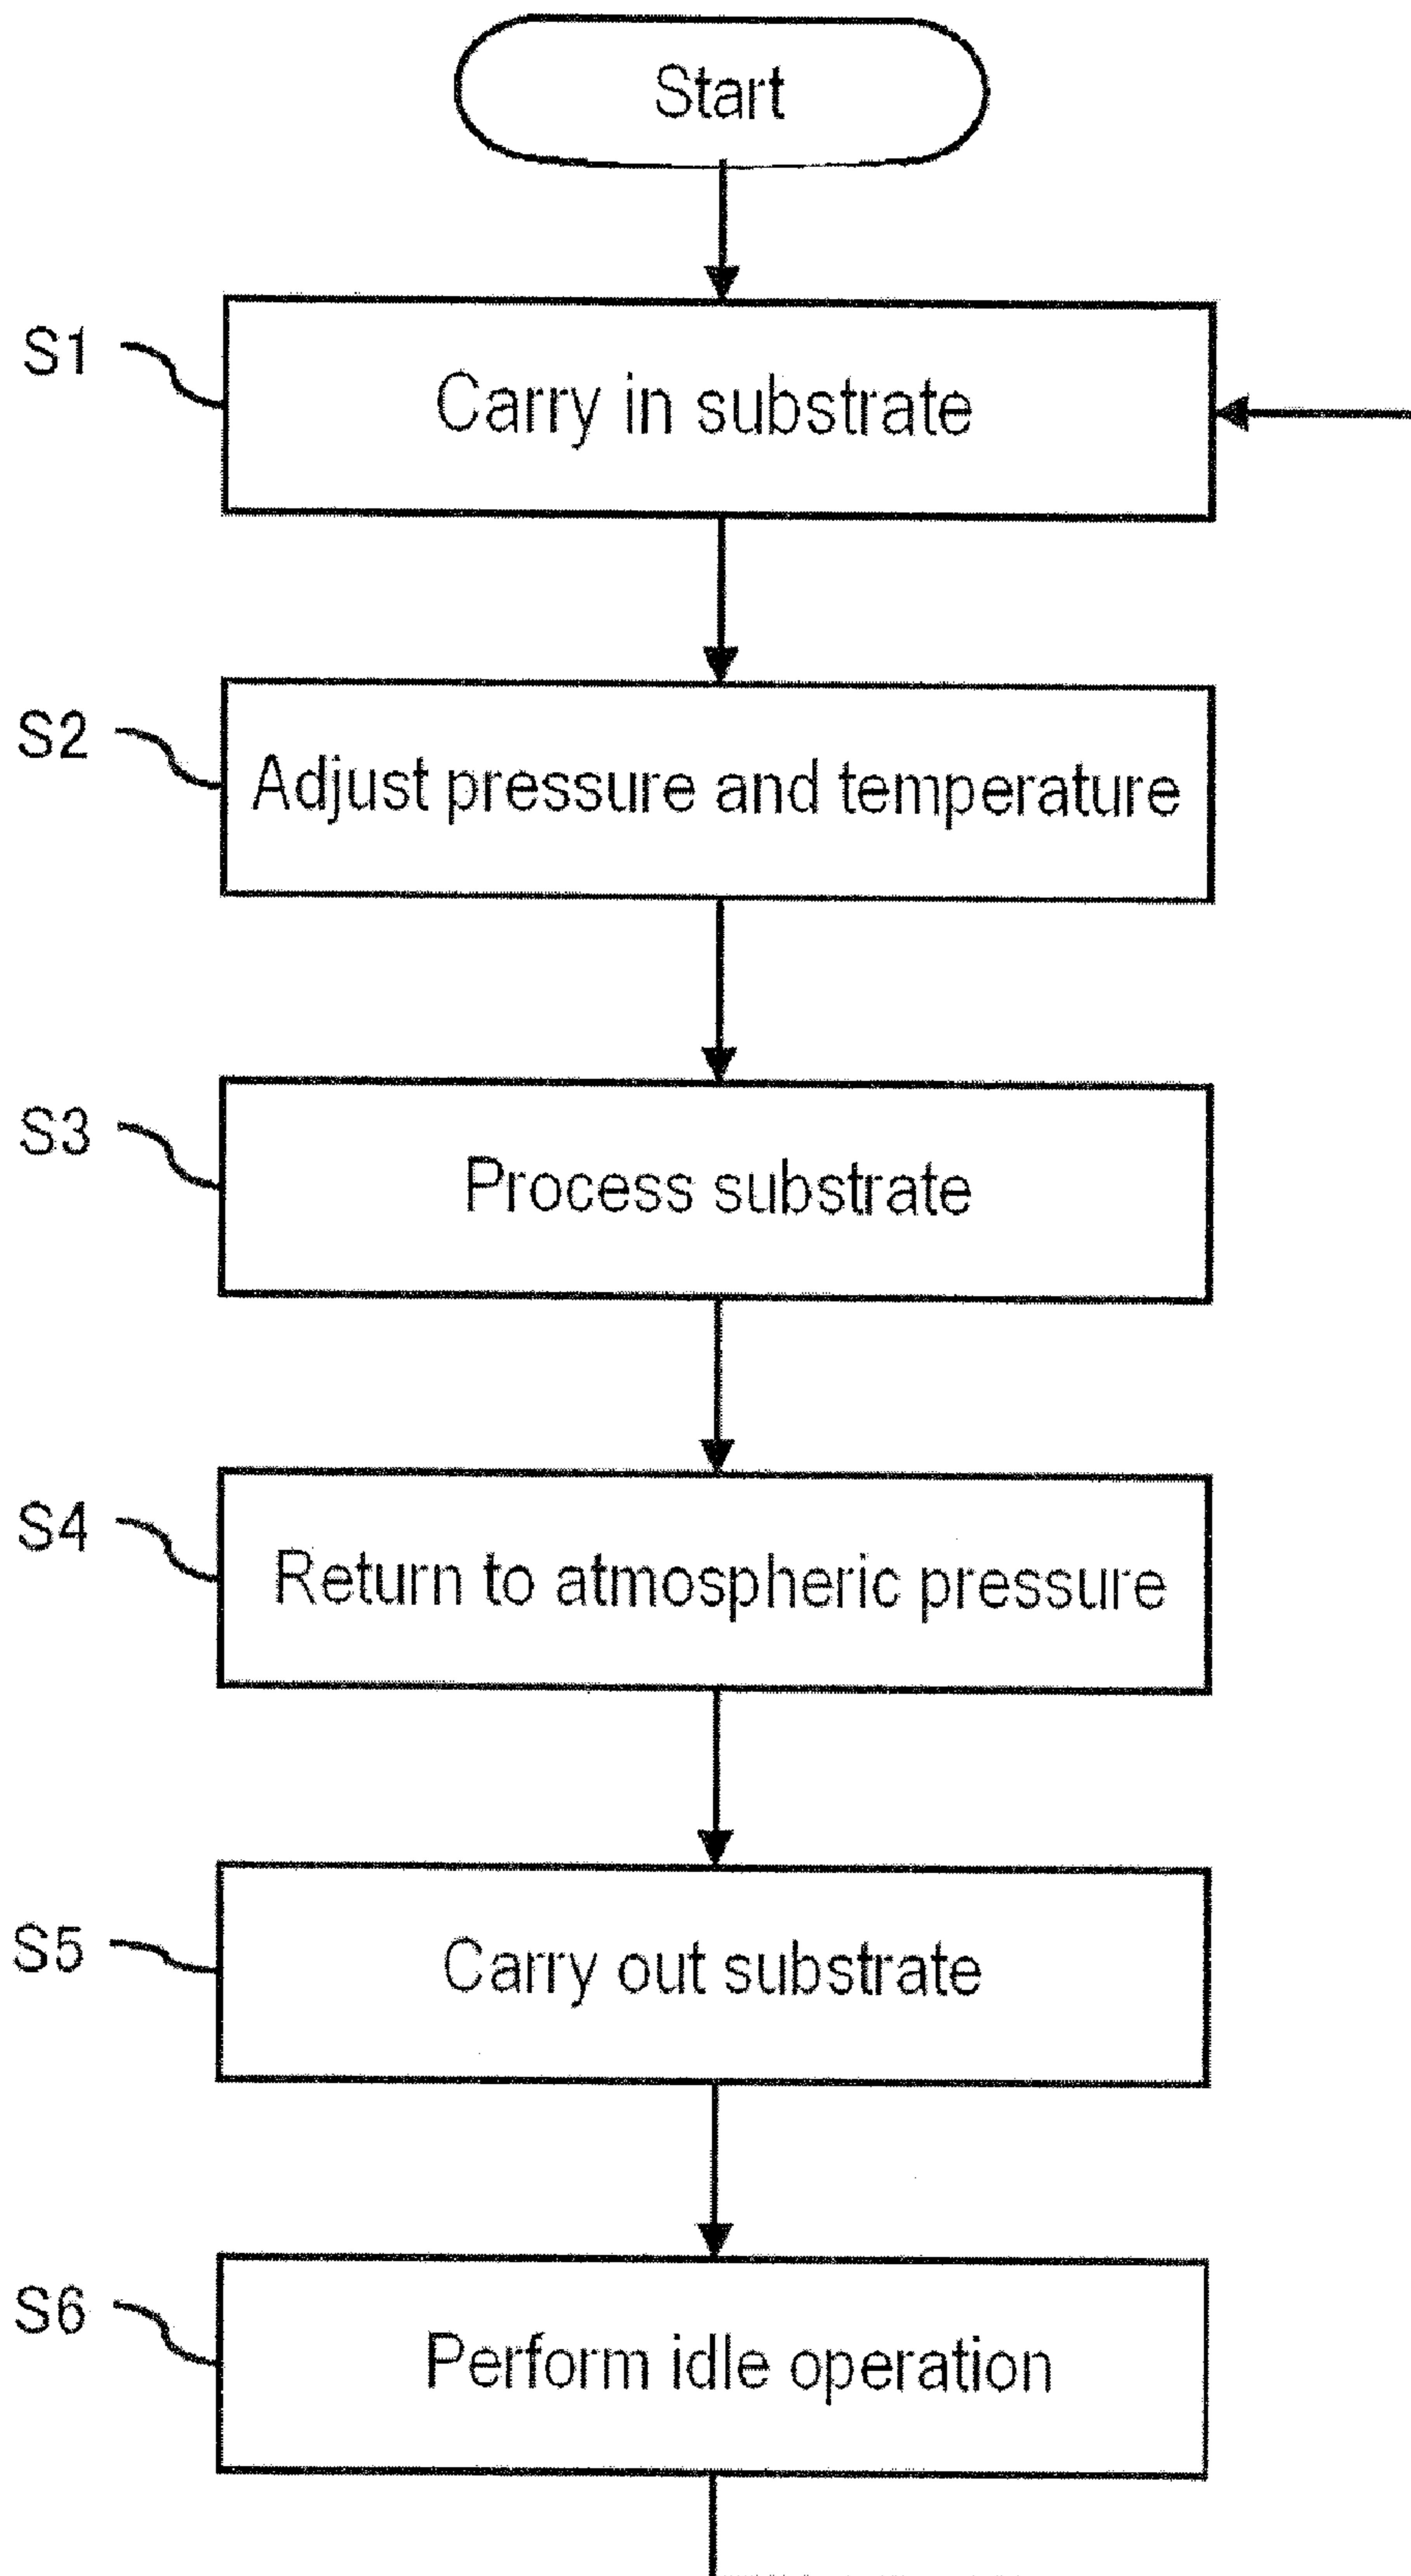 Start
S1
Carry in substrate
S2
Adjust pressure and temperature
S3
Process substrate
S4
Return to atmospheric pressure
S5
Carry out substrate
S6
Perform idle operation